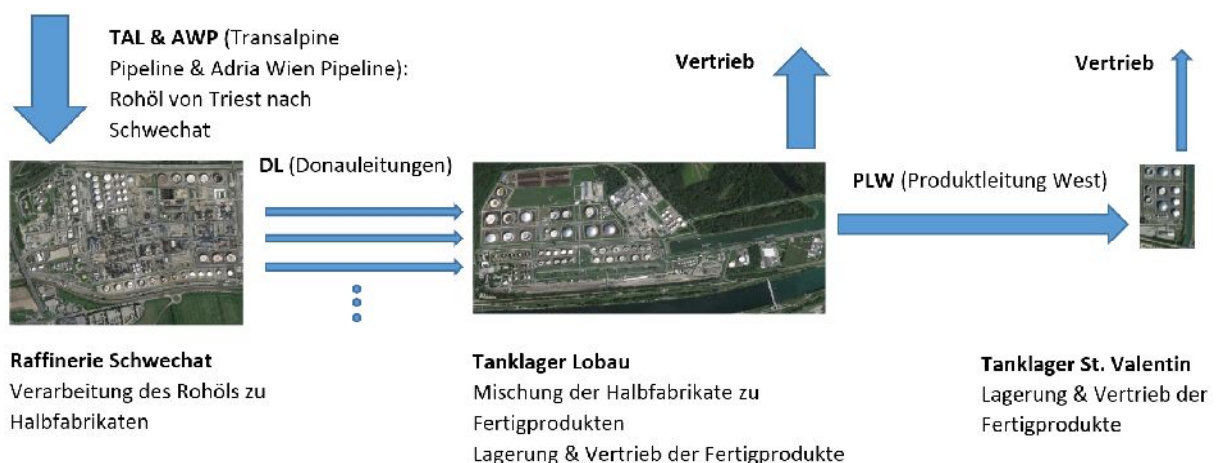 TAL & AWP (Transalpine
Pipeline & Adria Wien Pipeline):
Rohöl von Triest nach
Schwechat
Vertrieb
Vertrieb
DL (Donauleitungen)
PLW (Produktleitung West)
Raffinerie Schwechat
Verarbeitung des Rohöls zu
Halbfabrikaten
Tanklager Lobau
Mischung der Halbfabrikate zu
Fertigprodukten
Lagerung & Vertrieb der Fertigprodukte
Tanklager St. Valentin
Lagerung & Vertrieb der
Fertigprodukte